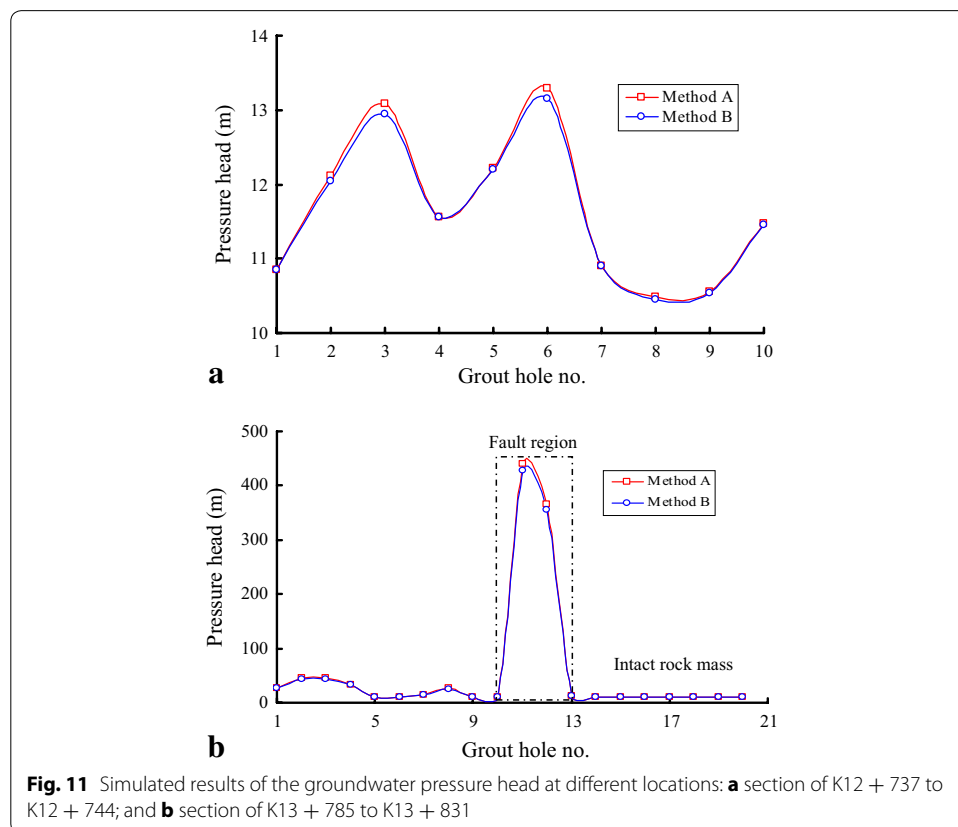 14
13
12
11
10
Pressure head (m)
Method A
Method B
1 2 3 4 5 6 7 8 9 10
Grout hole no.
a
500
400
300
200
100
0
Pressure head (m)
Fault region
Method A
Method B
Intact rock mass
1 5 9 13 17 21
Grout hole no.
b
Fig. 11 Simulated results of the groundwater pressure head at different locations: a section of K12 + 737 to
K12 + 744; and b section of K13 + 785 to K13 + 831